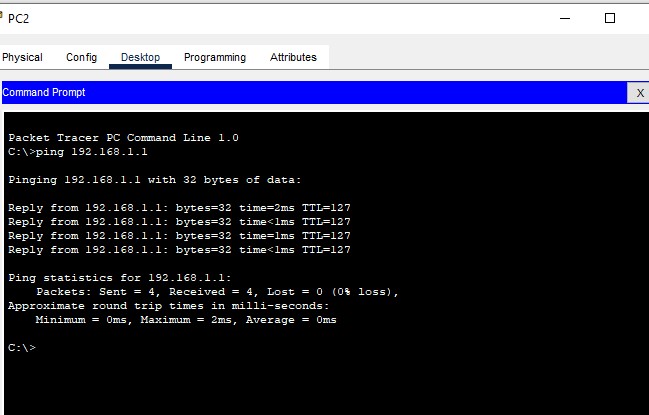 PC2
Physical Config Desktop Programming Attributes
Command Prompt X
Packet Tracer PC Command Line 1.0
C:\>ping 192.168.1.1
Pinging 192.168.1.1 with 32 bytes of data:
Reply from 192.168.1.1: bytes=32 time=2ms TTL=127
Reply from 192.168.1.1: bytes=32 time<1ms TTL=127
Reply from 192.168.1.1: bytes=32 time=1ms TTL=127
Reply from 192.168.1.1: bytes=32 time<1ms TTL=127
Ping statistics for 192.168.1.1:
Packets: Sent = 4, Received = 4, Lost = 0 (0% loss),
Approximate round trip times in milli-seconds:
Minimum = 0ms, Maximum = 2ms, Average = 0ms
C:\>